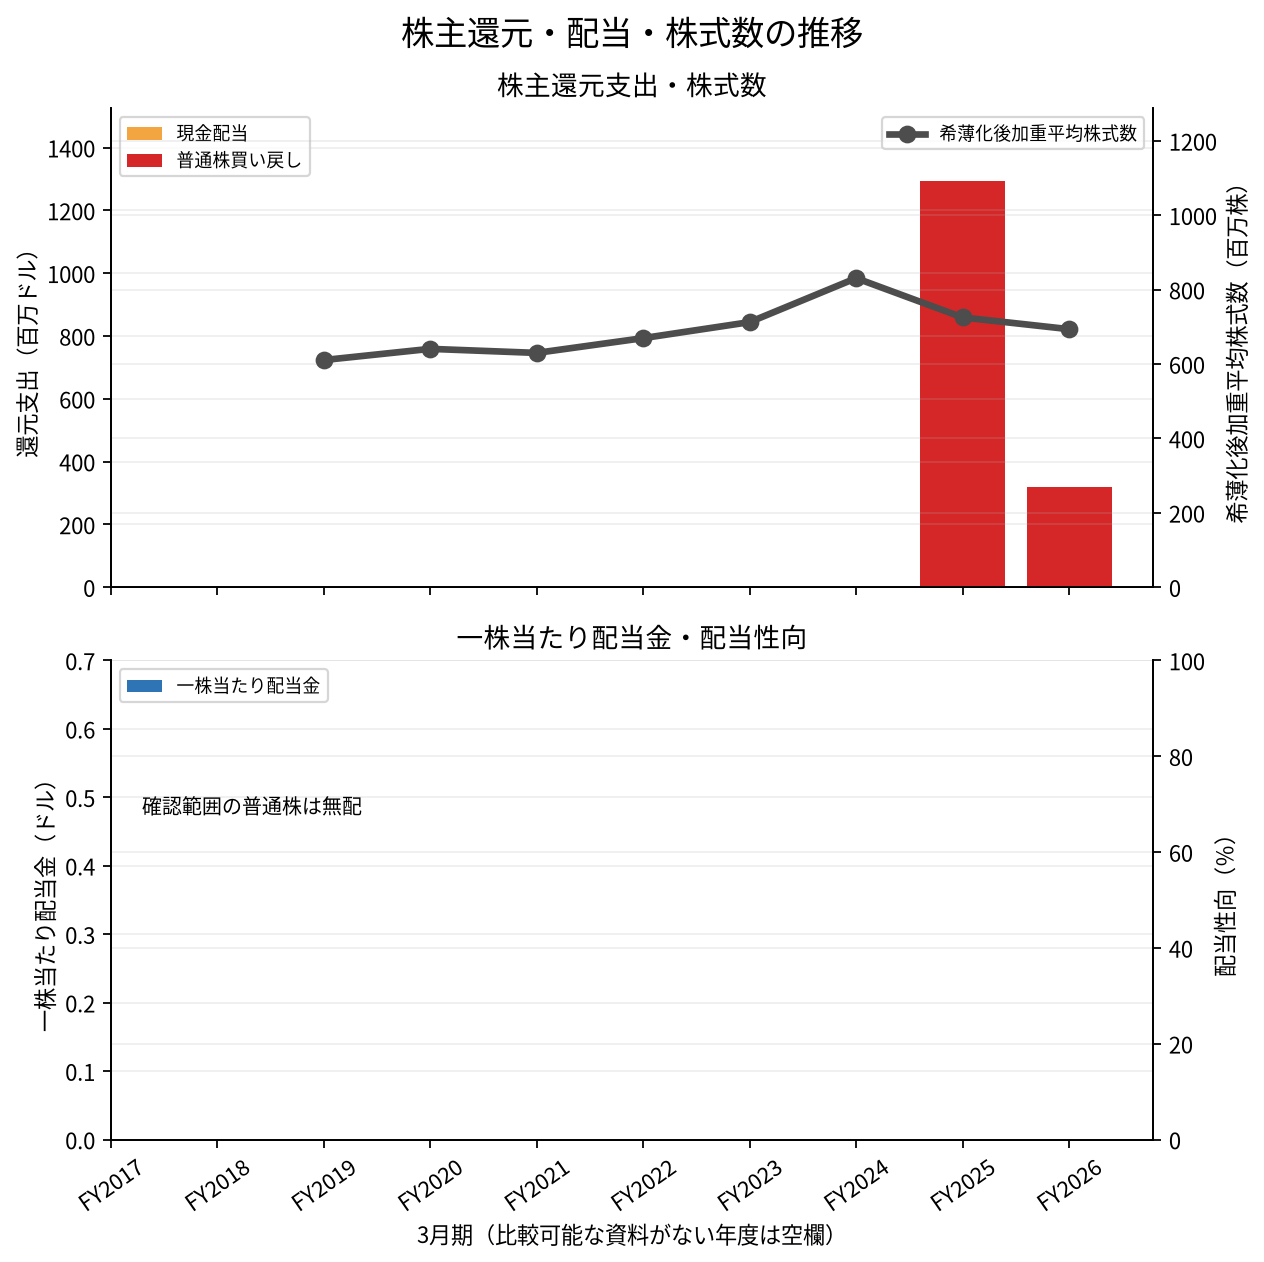 株主還元・配当・株式数の推移
株主還元支出・株式数
現金配当
普通株買い戻し
希薄化後加重平均株式数
還元支出（百万ドル）
1400
1200
1000
800
600
400
200
0
1200
1000
800
600
400
200
0
希薄化後加重平均株式数（百万株）
一株当たり配当金・配当性向
一株当たり配当金
確認範囲の普通株は無配
一株当たり配当金（ドル）
0.7
0.6
0.5
0.4
0.3
0.2
0.1
0.0
100
80
60
40
20
0
配当性向（%）
FY2017
FY2018
FY2019
FY2020
FY2021
FY2022
FY2023
FY2024
FY2025
FY2026
3月期（比較可能な資料がない年度は空欄）